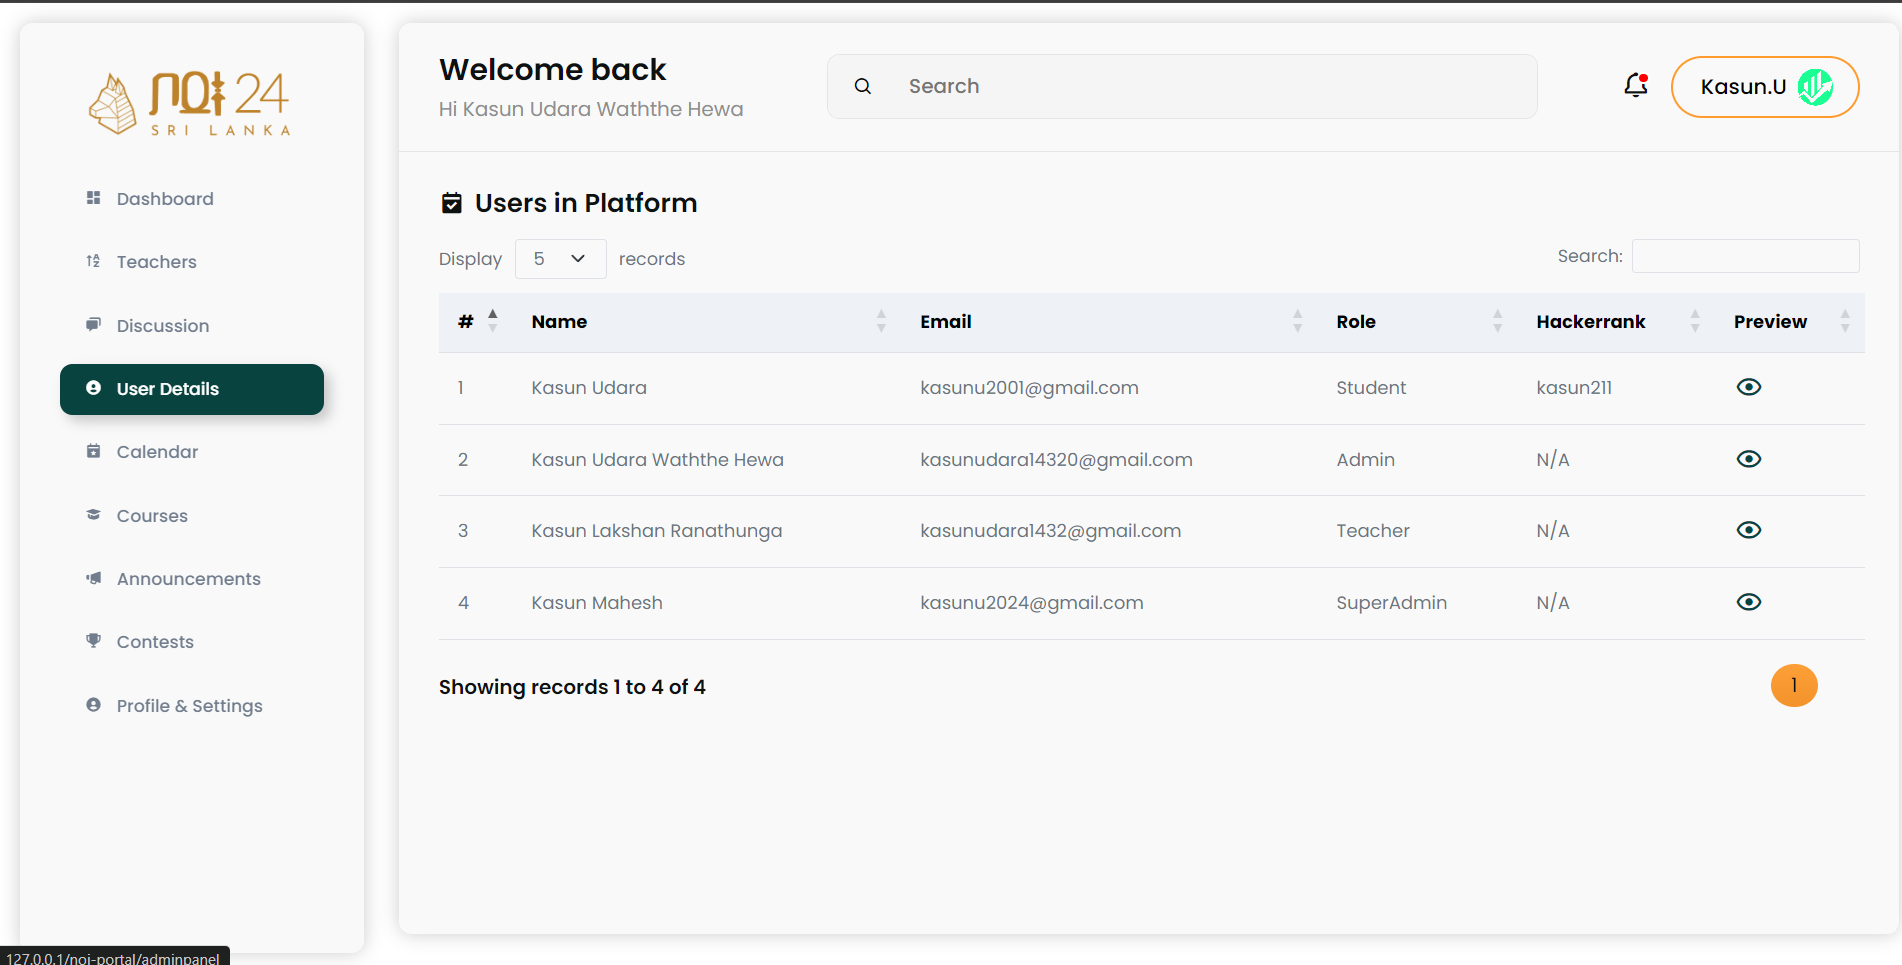 NOI 24
SRI LANKA
Dashboard
Teachers
Discussion
User Details
Calendar
Courses
Announcements
Contests
Profile & Settings
Welcome back
Hi Kasun Udara Waththe Hewa
Search
Kasun.U
Users in Platform
Display 5 records
Search:
# Name Email Role Hackerrank Preview
1 Kasun Udara kasunu2001@gmail.com Student kasun211
2 Kasun Udara Waththe Hewa kasunudara14320@gmail.com Admin N/A
3 Kasun Lakshan Ranathunga kasunudara1432@gmail.com Teacher N/A
4 Kasun Mahesh kasunu2024@gmail.com SuperAdmin N/A
Showing records 1 to 4 of 4
1
127.0.0.1/noi-portal/adminpanel